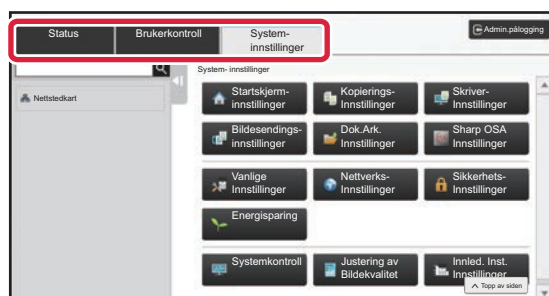 Status
Brukerkontroll
System-
innstillinger
Admin.pålogging
System- innstillinger
Nettstedkart
Startskjerm-
innstillinger
Kopierings-
Innstillinger
Skriver-
Innstillinger
Bildesendings-
innstillinger
Dok.Ark.
Innstillinger
Sharp OSA
Innstillinger
Vanlige
Innstillinger
Nettverks-
Innstillinger
Sikkerhets-
Innstillinger
Energisparing
Systemkontroll
Justering av
Bildekvalitet
Innled. Inst.
Innstillinger
Topp av siden